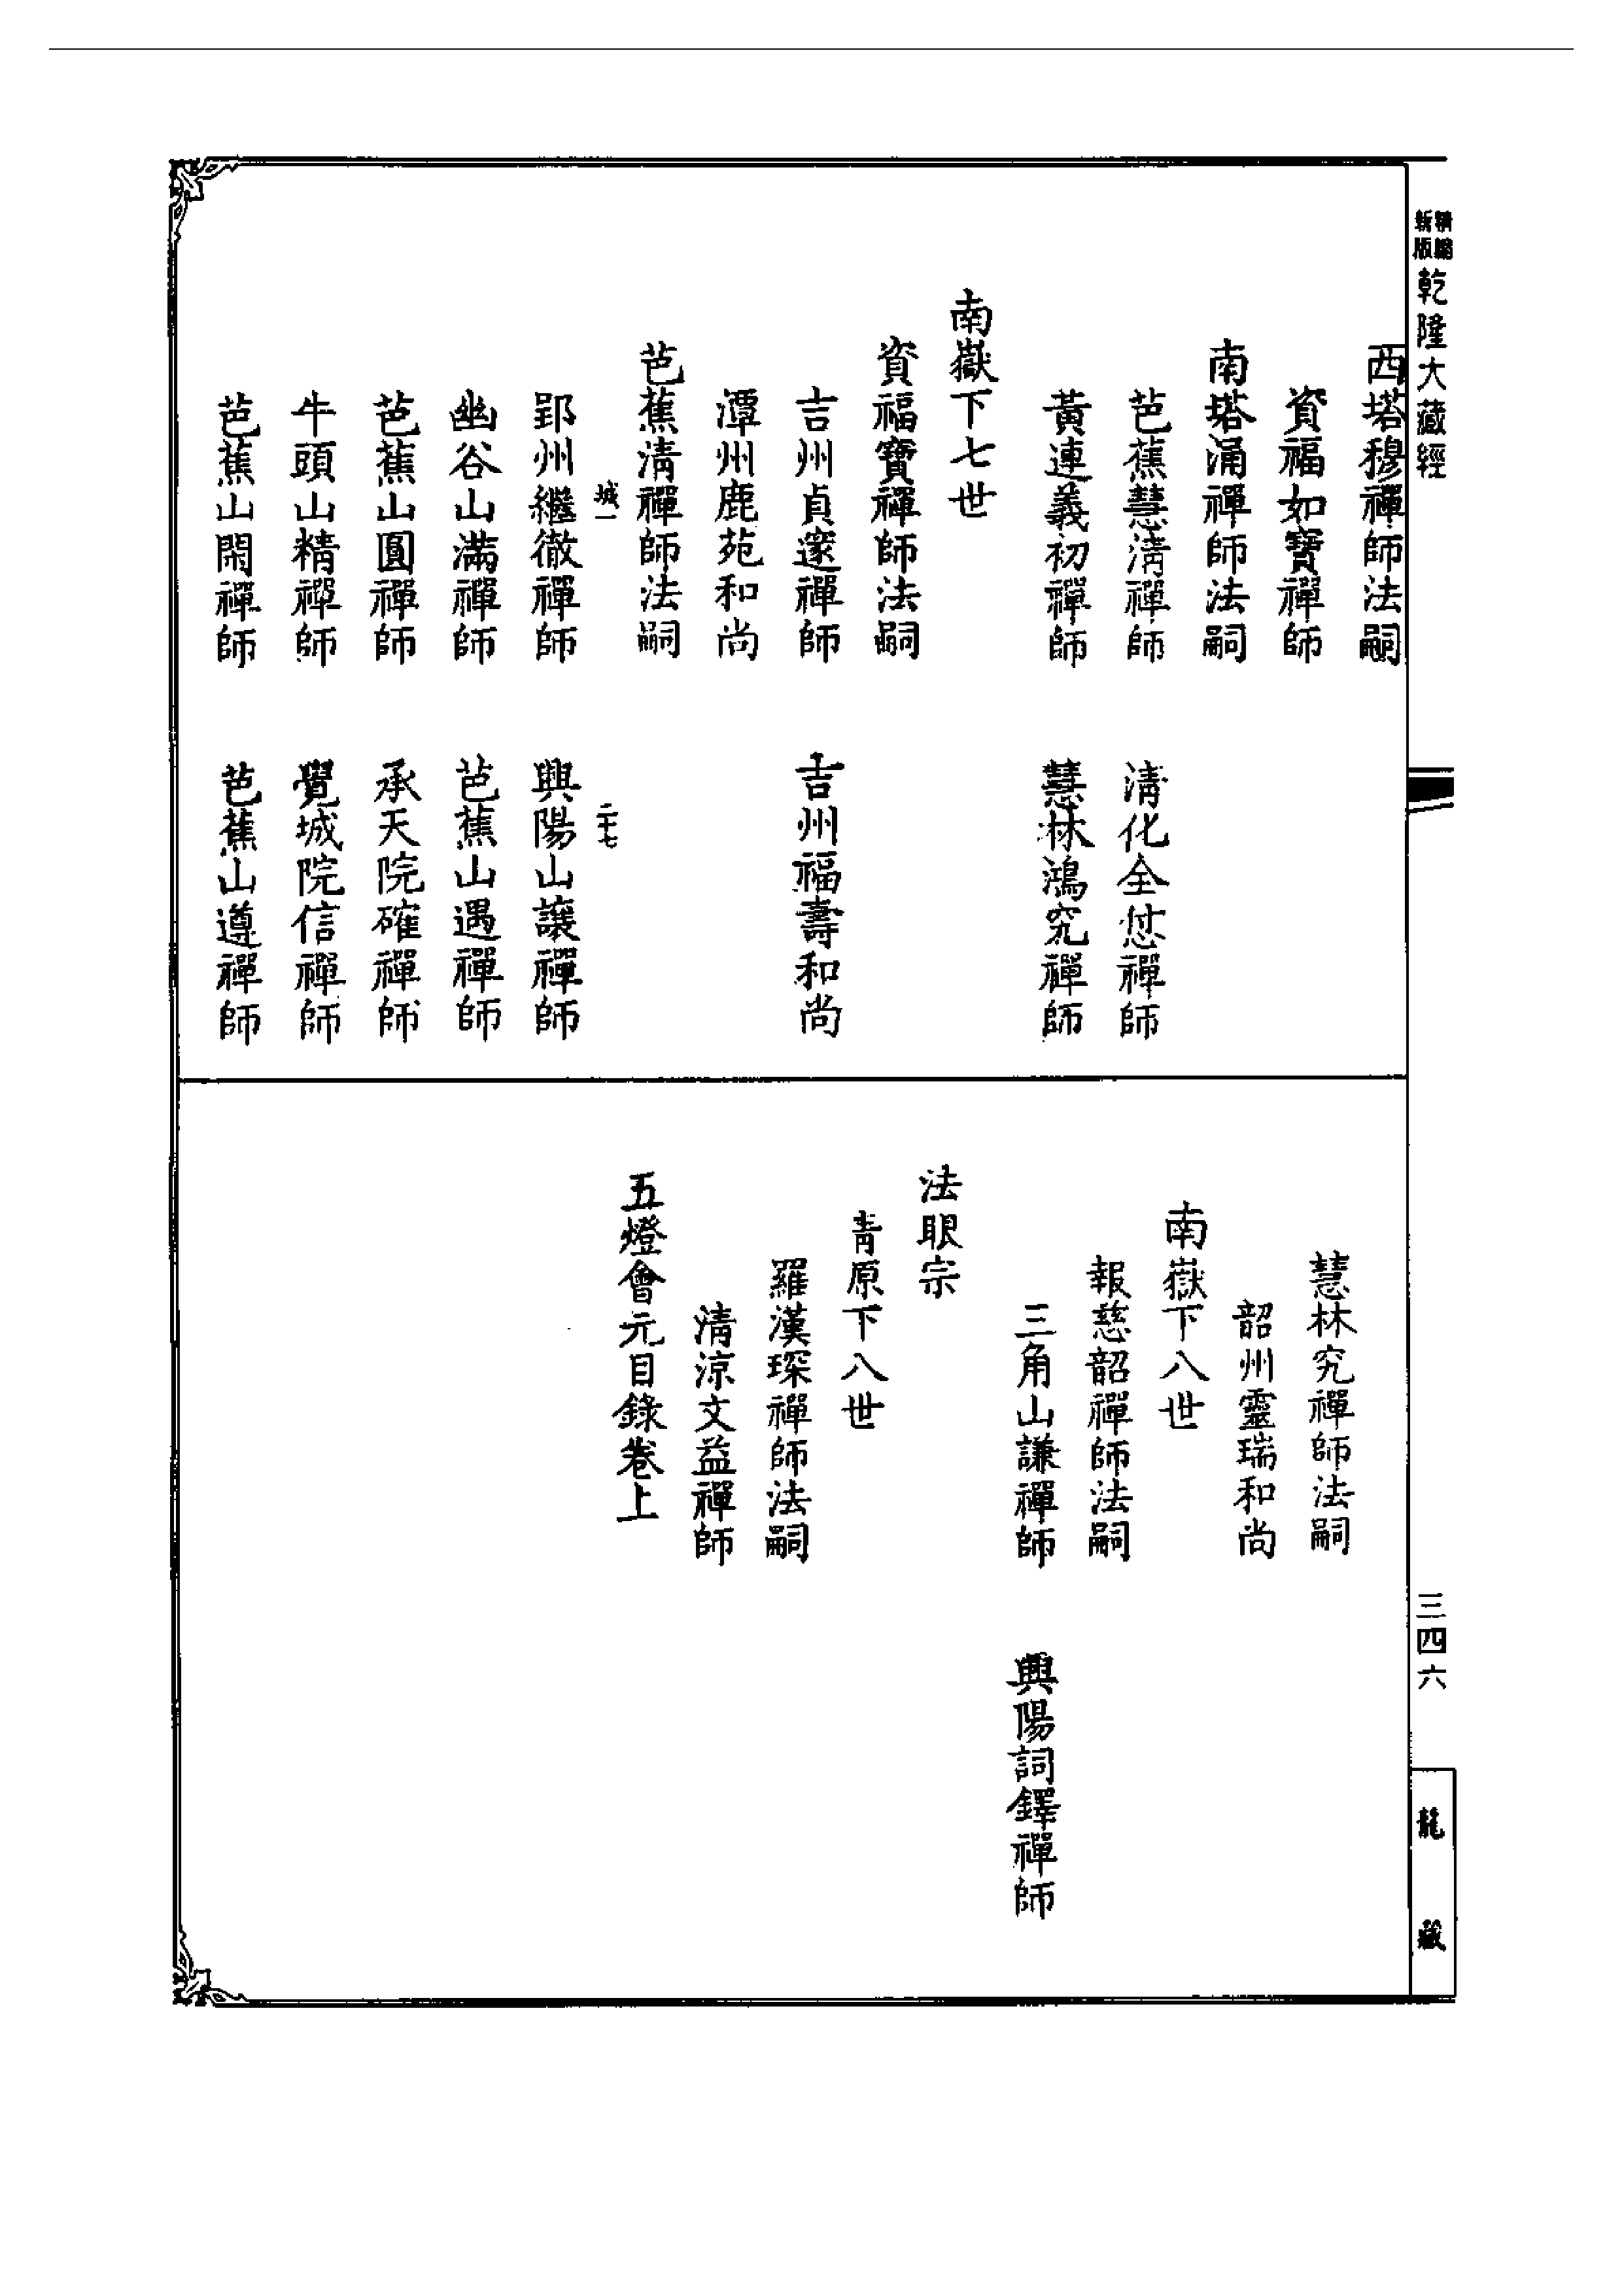 新版精縮乾隆大藏經
西塔穆禪師法嗣
資福如寶禪師
南塔涌禪師法嗣
芭蕉慧清禪師　清化全怤禪師
黃連義初禪師　慧林鴻究禪師
南嶽下七世
資福寶禪師法嗣
吉州貞邃禪師　吉州福壽和尚
潭州鹿苑和尚
芭蕉清禪師法嗣
城一　二十七
郢州繼徹禪師　興陽山讓禪師
幽谷山滿禪師　芭蕉山遇禪師
芭蕉山圓禪師　承天院確禪師
牛頭山精禪師　覺城院信禪師
芭蕉山閑禪師　芭蕉山遵禪師
慧林究禪師法嗣
韶州靈瑞和尚
南嶽下八世
報慈韶禪師法嗣
三角山謙禪師　興陽詞鐸禪師
法眼宗
青原下八世
羅漢琛禪師法嗣
清涼文益禪師
五燈會元目錄卷上
三四六
龍藏